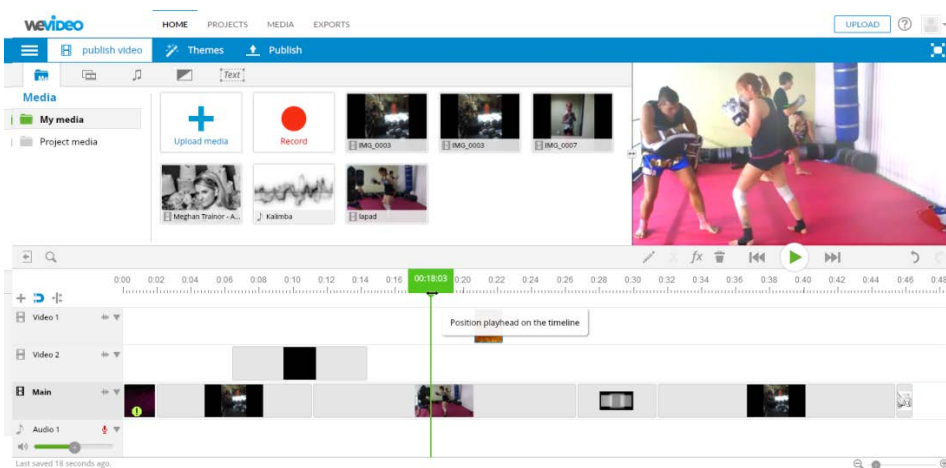 WeVIDEO
HOME PROJECTS MEDIA EXPORTS UPLOAD ?
publish video Themes Publish
Text
Media
My media
Project media
Upload media Record IMG_0003 IMG_0003 IMG_0007
Meghan Trainor - A... Kalimba lapad
fx
0:00 0:02 0:04 0:06 0:08 0:10 0:12 0:14 0:16 00:18:03 0:20 0:22 0:24 0:26 0:28 0:30 0:32 0:34 0:36 0:38 0:40 0:42 0:44 0:46 0:48
Video 1
Position playhead on the timeline
Video 2
Main
Audio 1
Last saved 18 seconds ago.